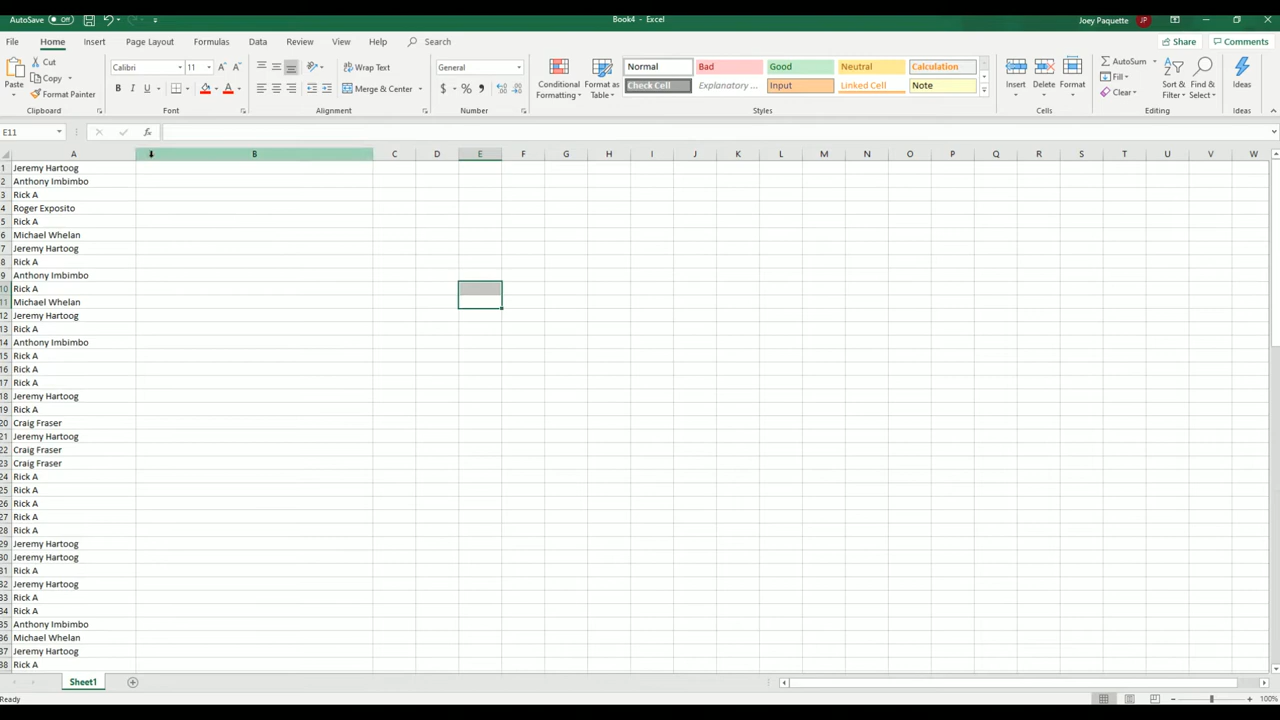 AutoSave Off Book4 - Excel Joey Paquette JP
File Home Insert Page Layout Formulas Data Review View Help Search Share Comments
Paste Cut Copy Format Painter Clipboard
Calibri 11 A A B I U A Font
Wrap Text Merge & Center Alignment
General $ % , Number
Conditional Formatting Format as Table
Normal Bad Good Neutral Calculation
Check Cell Explanatory ... Input Linked Cell Note
Styles
Insert Delete Format Cells
AutoSum Fill Clear Sort & Filter Find & Select Editing
Ideas Ideas
E11 fx
A B C D E F G H I J K L M N O P Q R S T U V W
1 Jeremy Hartoog
2 Anthony Imbimbo
3 Rick A
4 Roger Exposito
5 Rick A
6 Michael Whelan
7 Jeremy Hartoog
8 Rick A
9 Anthony Imbimbo
10 Rick A
11 Michael Whelan
12 Jeremy Hartoog
13 Rick A
14 Anthony Imbimbo
15 Rick A
16 Rick A
17 Rick A
18 Jeremy Hartoog
19 Rick A
20 Craig Fraser
21 Jeremy Hartoog
22 Craig Fraser
23 Craig Fraser
24 Rick A
25 Rick A
26 Rick A
27 Rick A
28 Rick A
29 Jeremy Hartoog
30 Jeremy Hartoog
31 Rick A
32 Jeremy Hartoog
33 Rick A
34 Rick A
35 Anthony Imbimbo
36 Michael Whelan
37 Jeremy Hartoog
38 Rick A
Sheet1
Ready 100%